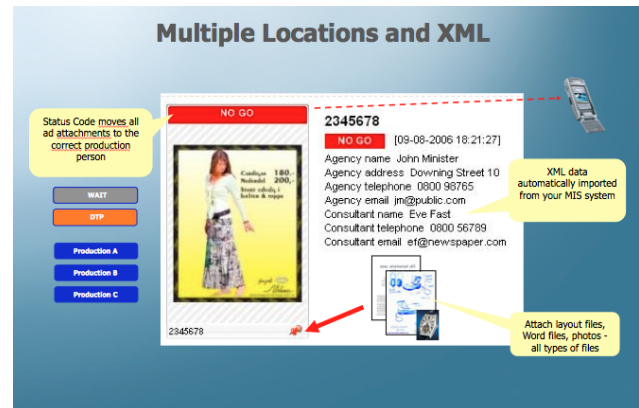 Multiple Locations and XML
Status Code moves all
ad attachments to the
correct production
person
WAIT
DTP
Production A
Production B
Production C
NO GO
180,-
200,-
2345678
2345678
NO GO [09-08-2006 18:21:27]
Agency name John Minister
Agency address Downing Street 10
Agency telephone 0800 98765
Agency email jm@public.com
Consultant name Eve Fast
Consultant telephone 0800 56789
Consultant email ef@newspaper.com
XML data
automatically imported
from your MIS system
Attach layout files,
Word files, photos -
all types of files